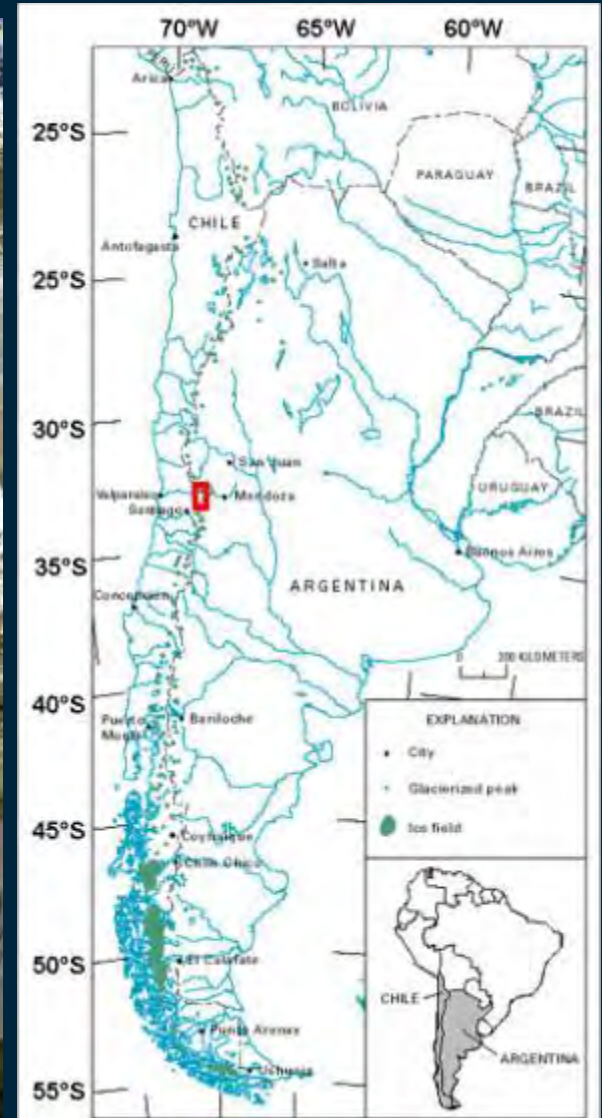 70°W 65°W 60°W
Arica
BOLIVIA
25°S
PARAGUAY
BRAZIL
CHILE
Antofagasta
Salta
25°S
30°S
BRAZIL
San Juan
URUGUAY
Valparaiso
Mendoza
Santiago
Buenos Aires
35°S
ARGENTINA
Concepcion
0 200 KILOMETERS
40°S
Puerto Montt
Bariloche
EXPLANATION
City
Glacierized peak
Ice field
45°S
Coyhaique
Chile Chico
50°S
El Calafate
CHILE
Punta Arenas
ARGENTINA
Ushuaia
55°S